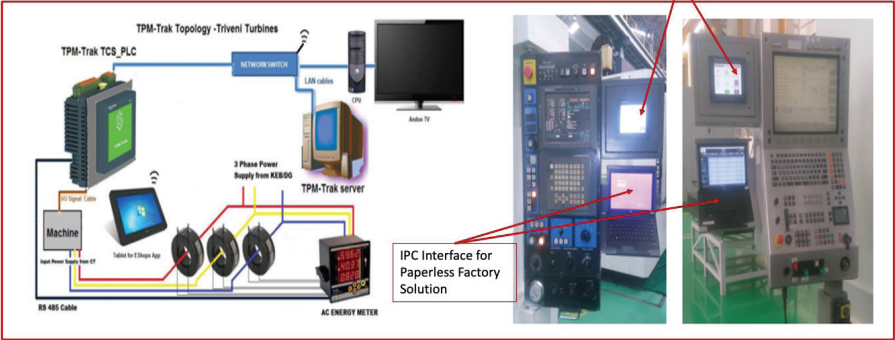 TPM-Trak Topology -Triveni Turbines
TPM-Trak TCS_PLC
NETWORK SWITCH
LAN cables
CPU
Andon TV
3 Phase Power
Supply from KEB/DG
TPM-Trak server
I/O Signal Cable
Machine
Input Power Supply from CT
Tablet for EShopx App
RS 485 Cable
AC ENERGY METER
IPC Interface for
Paperless Factory
Solution